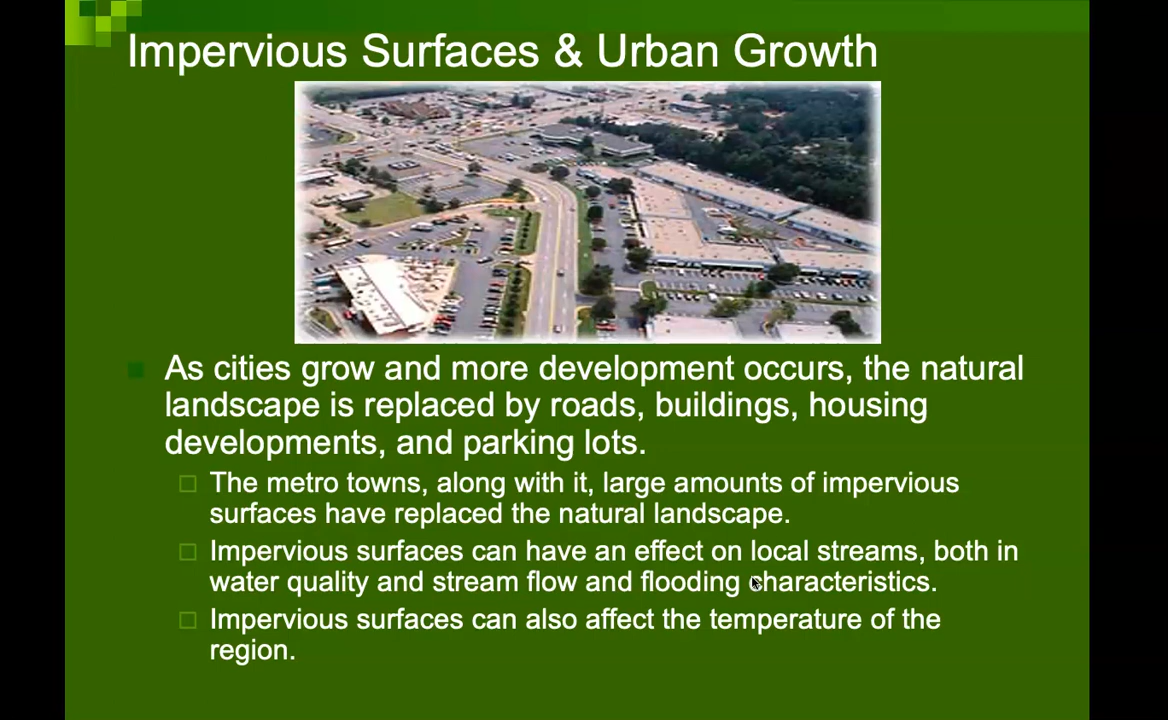 Impervious Surfaces & Urban Growth
As cities grow and more development occurs, the natural
landscape is replaced by roads, buildings, housing
developments, and parking lots.
The metro towns, along with it, large amounts of impervious
surfaces have replaced the natural landscape.
Impervious surfaces can have an effect on local streams, both in
water quality and stream flow and flooding characteristics.
Impervious surfaces can also affect the temperature of the
region.